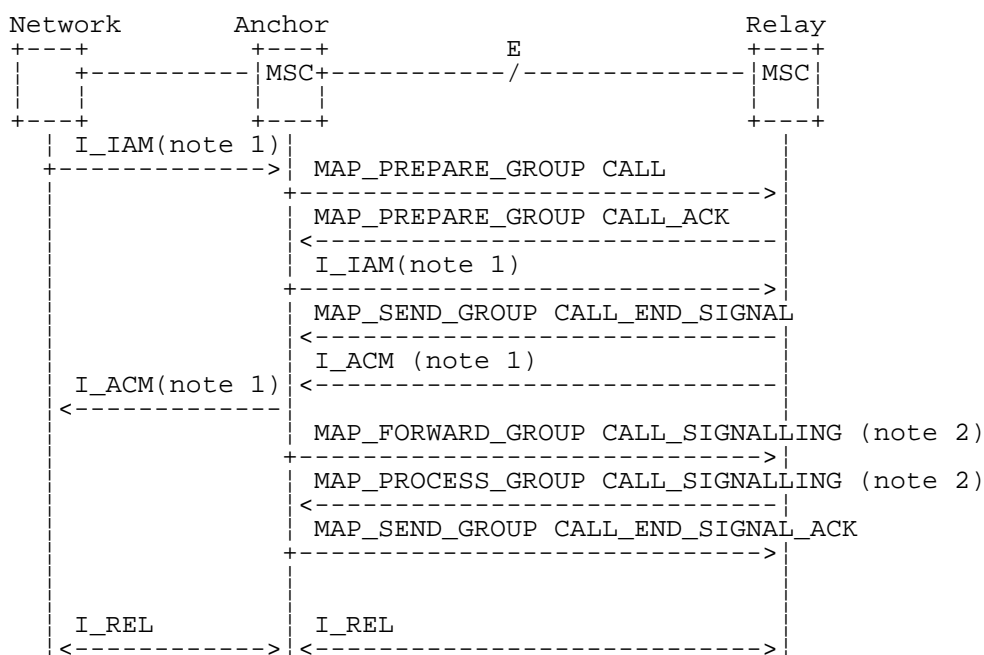 Network Anchor Relay
E
MSC MSC
I_IAM(note 1)
MAP_PREPARE_GROUP CALL
MAP_PREPARE_GROUP CALL_ACK
I_IAM(note 1)
MAP_SEND_GROUP CALL_END_SIGNAL
I_ACM (note 1)
I_ACM(note 1)
MAP_FORWARD_GROUP CALL_SIGNALLING (note 2)
MAP_PROCESS_GROUP CALL_SIGNALLING (note 2)
MAP_SEND_GROUP CALL_END_SIGNAL_ACK
I_REL I_REL